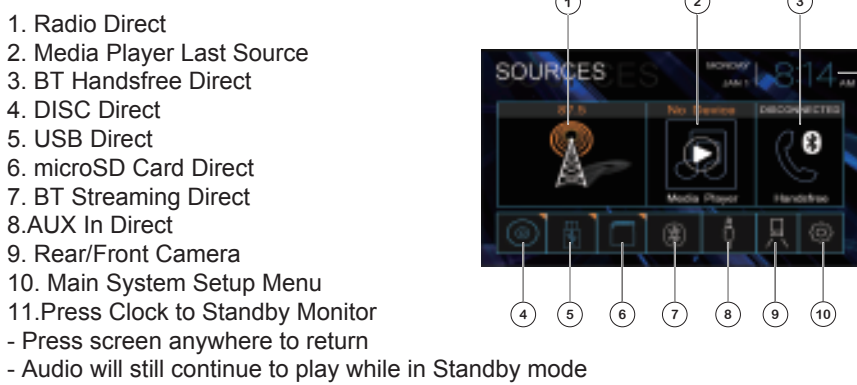 1. Radio Direct
2. Media Player Last Source
3. BT Handsfree Direct
4. DISC Direct
5. USB Direct
6. microSD Card Direct
7. BT Streaming Direct
8.AUX In Direct
9. Rear/Front Camera
10. Main System Setup Menu
11.Press Clock to Standby Monitor
- Press screen anywhere to return
- Audio will still continue to play while in Standby mode
1 2 3
SOURCES MONDAY JAN 1 8:14 AM
87.5 No Device DISCONNECTED
Media Player Handsfree
4 5 6 7 8 9 10